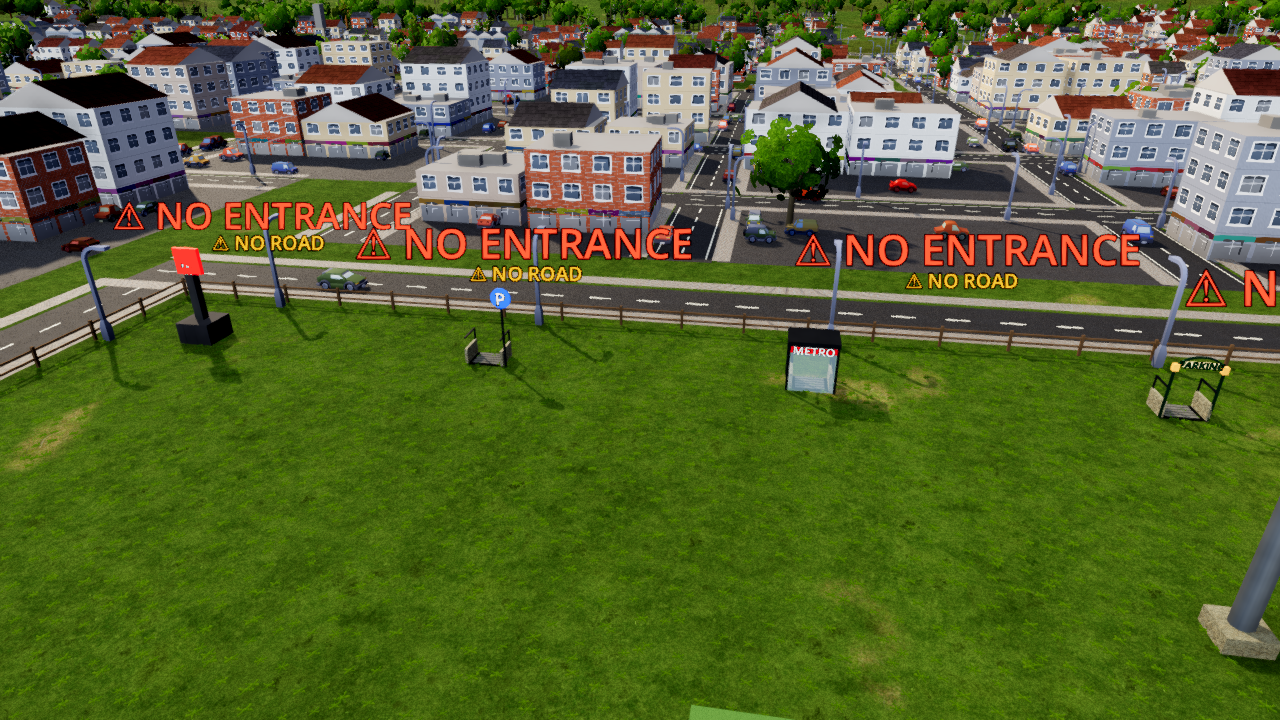 ⚠ NO ENTRANCE
⚠ NO ROAD
⚠ NO ENTRANCE
⚠ NO ROAD
⚠ NO ENTRANCE
⚠ NO ROAD
P
METRO